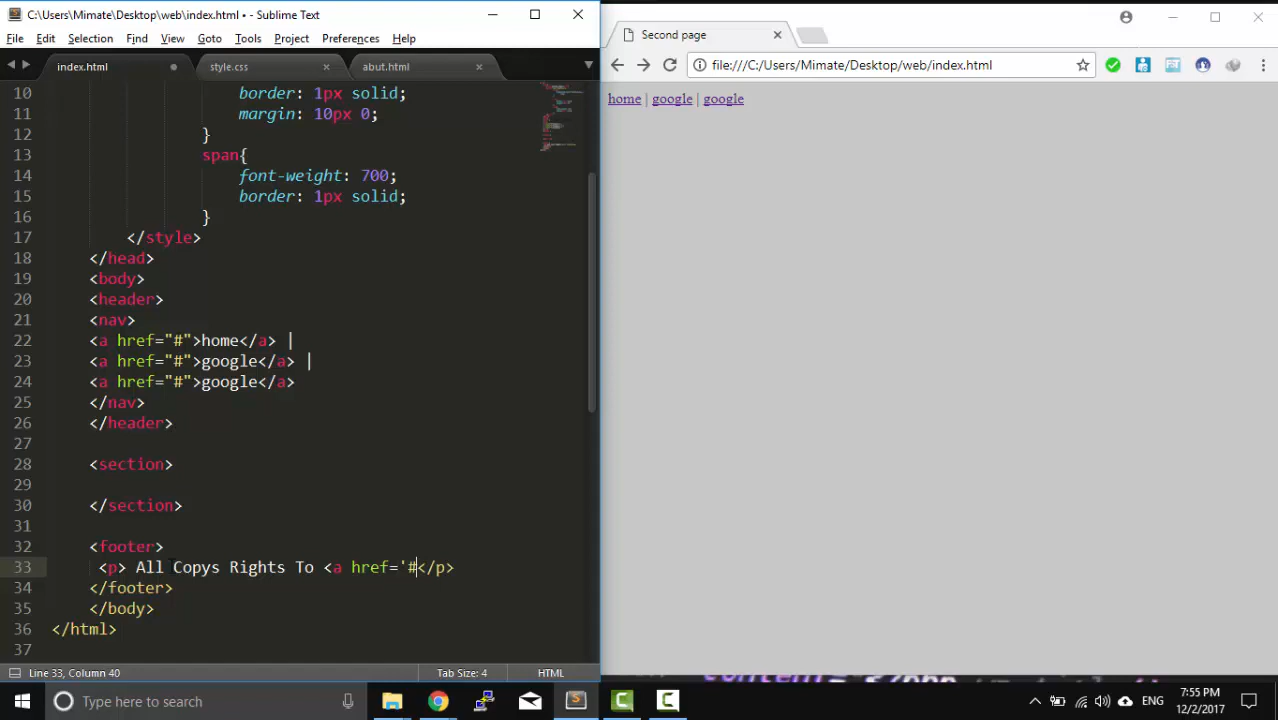 C:\Users\Mimate\Desktop\web\index.html • - Sublime Text
File Edit Selection Find View Goto Tools Project Preferences Help
index.html style.css abut.html
10 border: 1px solid;
11 margin: 10px 0;
12 }
13 span{
14 font-weight: 700;
15 border: 1px solid;
16 }
17 </style>
18 </head>
19 <body>
20 <header>
21 <nav>
22 <a href="#">home</a> |
23 <a href="#">google</a> |
24 <a href="#">google</a>
25 </nav>
26 </header>
27
28 <section>
29
30 </section>
31
32 <footer>
33 <p> All Copys Rights To <a href='#</p>
34 </footer>
35 </body>
36 </html>
37
Line 33, Column 40 Tab Size: 4 HTML
Second page
file:///C:/Users/Mimate/Desktop/web/index.html
home | google | google
Type here to search
ENG
7:55 PM
12/2/2017